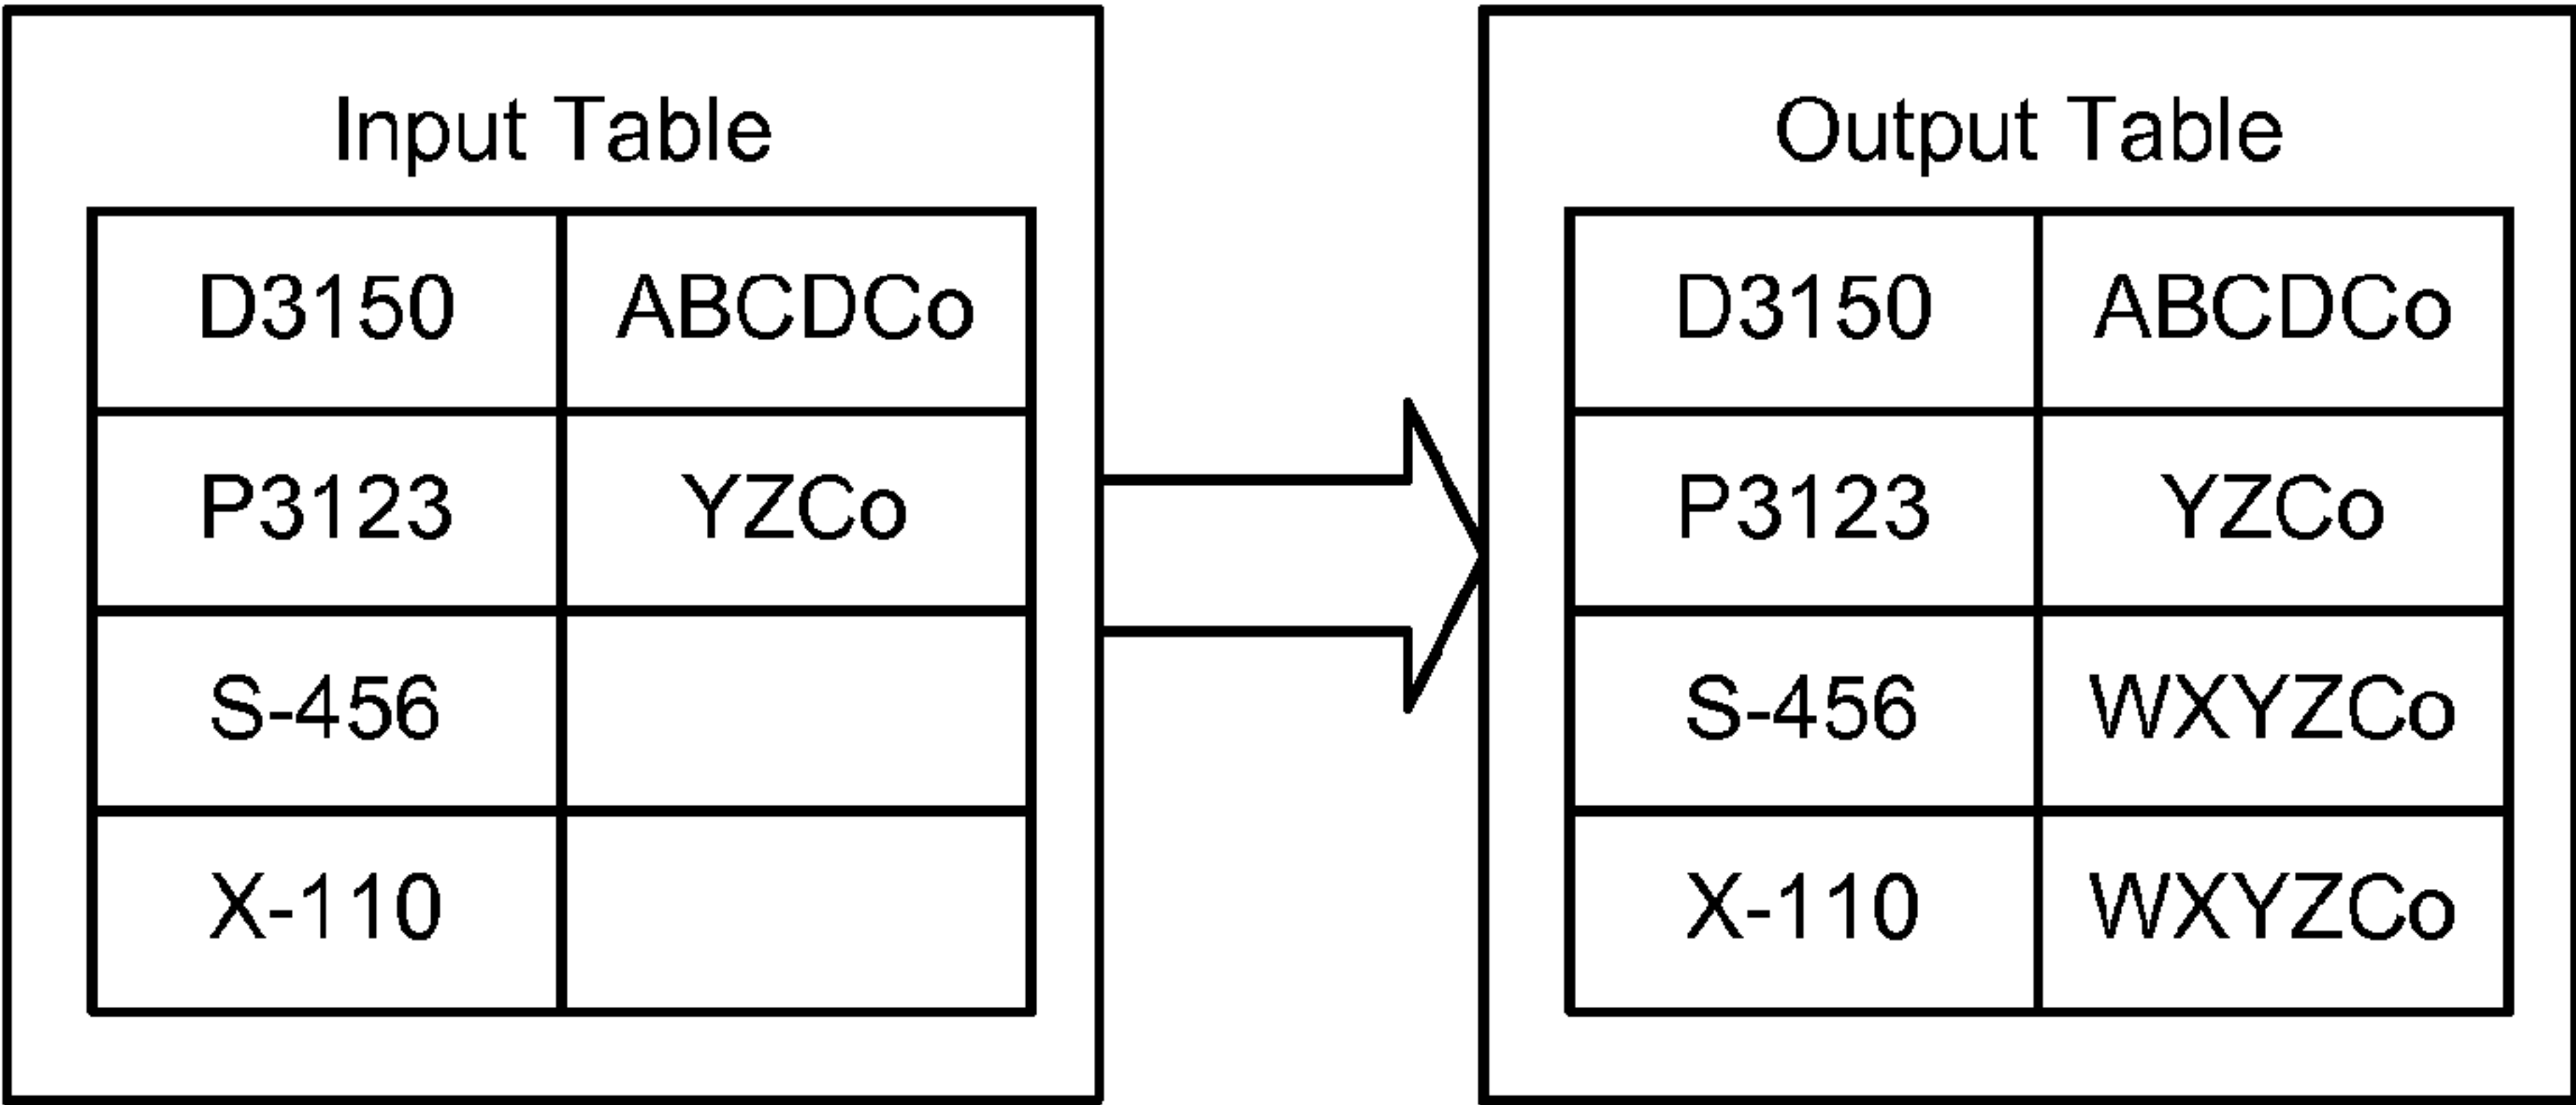 Input Table
D3150 ABCDCo
P3123 YZCo
S-456
X-110
Output Table
D3150 ABCDCo
P3123 YZCo
S-456 WXYZCo
X-110 WXYZCo